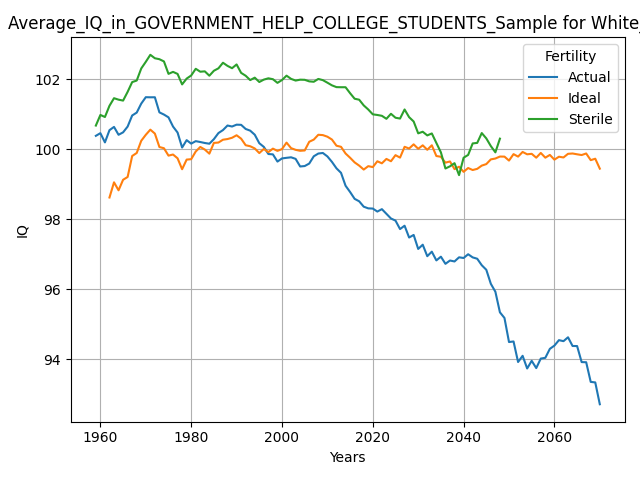 Average_IQ_in_GOVERNMENT_HELP_COLLEGE_STUDENTS_Sample for White_
Fertility
Actual
Ideal
Sterile
102
100
98
96
94
IQ
1960
1980
2000
2020
2040
2060
Years